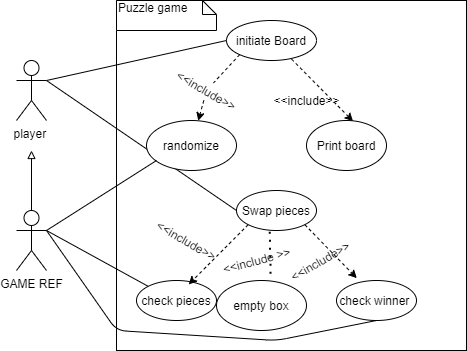 Puzzle game
initiate Board
<<include>>
<<include>>
player
randomize
Print board
Swap pieces
<<include>>
<<include >>
<<include>>
GAME REF
check pieces
empty box
check winner